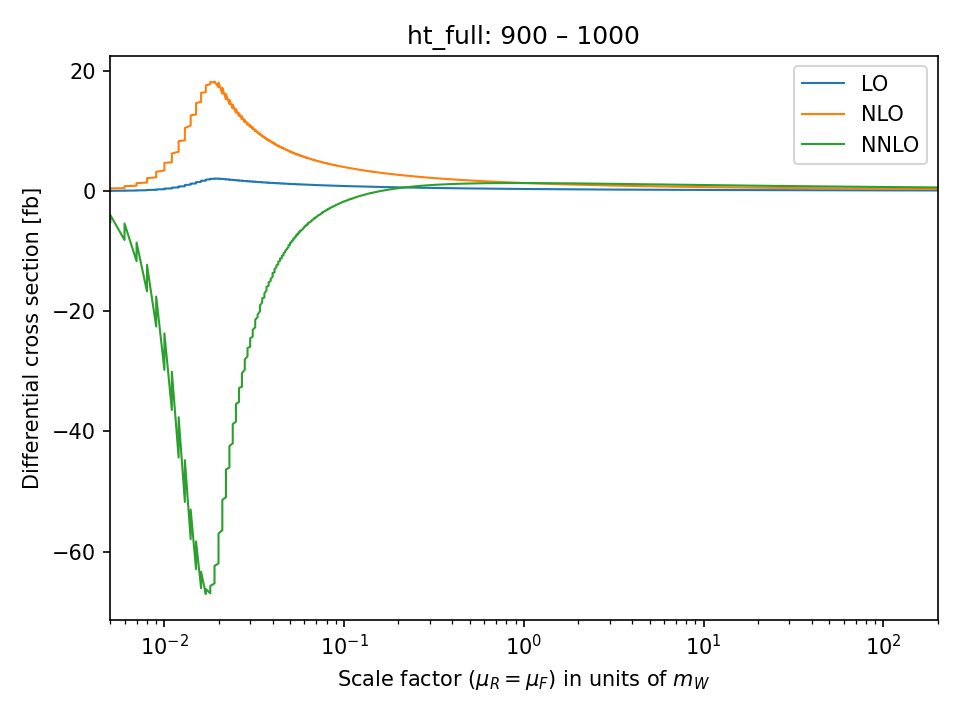 ht_full: 900 – 1000
LO
NLO
NNLO
Differential cross section [fb]
20
0
−20
−40
−60
10⁻²
10⁻¹
10⁰
10¹
10²
Scale factor (μ_R = μ_F) in units of m_W